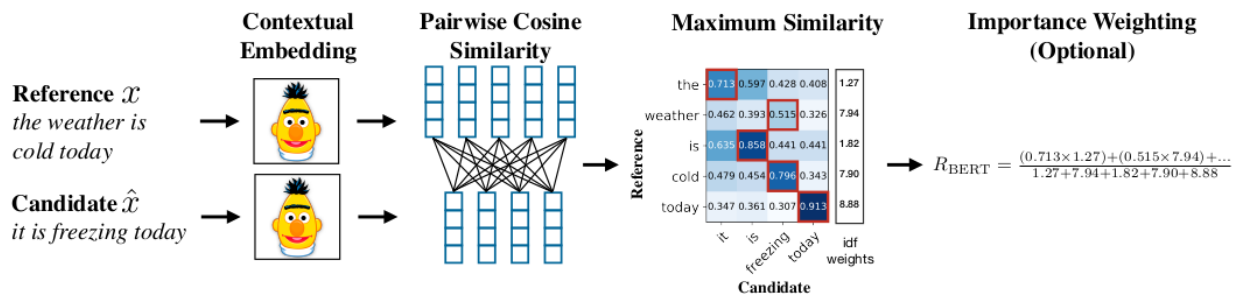 Contextual
Embedding
Pairwise Cosine
Similarity
Maximum Similarity
Importance Weighting
(Optional)
Reference x
the weather is
cold today
Candidate x̂
it is freezing today
Reference
the 0.713 0.597 0.428 0.408 1.27
weather 0.462 0.393 0.515 0.326 7.94
is 0.635 0.858 0.441 0.441 1.82
cold 0.479 0.454 0.796 0.343 7.90
today 0.347 0.361 0.307 0.913 8.88
it is freezing today
idf
weights
Candidate
R_BERT = (0.713×1.27)+(0.515×7.94)+... / 1.27+7.94+1.82+7.90+8.88